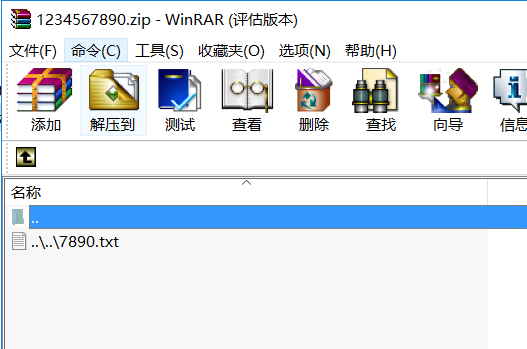 1234567890.zip - WinRAR (评估版本)
文件(F) 命令(C) 工具(S) 收藏夹(O) 选项(N) 帮助(H)
添加 解压到 测试 查看 删除 查找 向导 信息
名称
..
..\..\7890.txt